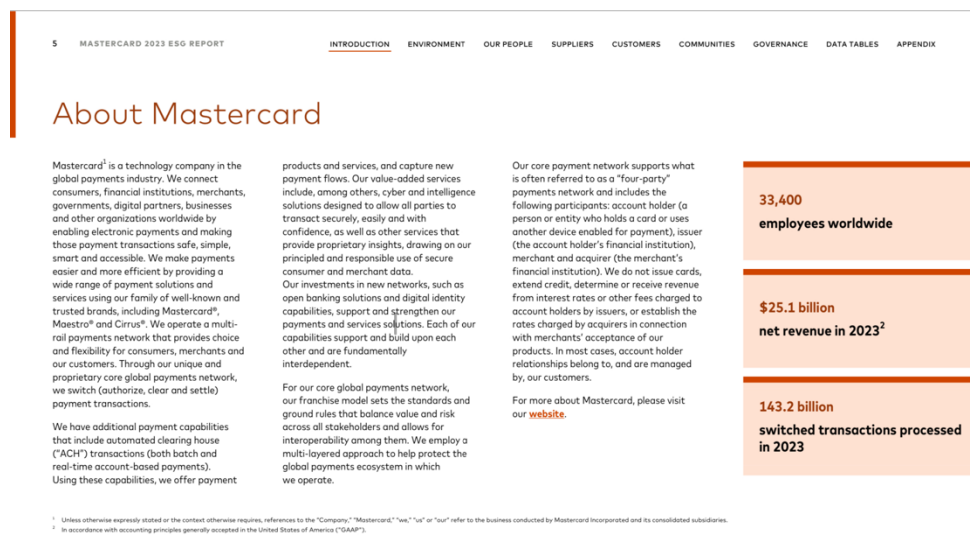 5 MASTERCARD 2023 ESG REPORT
INTRODUCTION ENVIRONMENT OUR PEOPLE SUPPLIERS CUSTOMERS COMMUNITIES GOVERNANCE DATA TABLES APPENDIX
About Mastercard
Mastercard1 is a technology company in the
global payments industry. We connect
consumers, financial institutions, merchants,
governments, digital partners, businesses
and other organizations worldwide by
enabling electronic payments and making
those payment transactions safe, simple,
smart and accessible. We make payments
easier and more efficient by providing a
wide range of payment solutions and
services using our family of well-known and
trusted brands, including Mastercard®,
Maestro® and Cirrus®. We operate a multi-
rail payments network that provides choice
and flexibility for consumers, merchants and
our customers. Through our unique and
proprietary core global payments network,
we switch (authorize, clear and settle)
payment transactions.
We have additional payment capabilities
that include automated clearing house
("ACH") transactions (both batch and
real-time account-based payments).
Using these capabilities, we offer payment
products and services, and capture new
payment flows. Our value-added services
include, among others, cyber and intelligence
solutions designed to allow all parties to
transact securely, easily and with
confidence, as well as other services that
provide proprietary insights, drawing on our
principled and responsible use of secure
consumer and merchant data.
Our investments in new networks, such as
open banking solutions and digital identity
capabilities, support and strengthen our
payments and services solutions. Each of our
capabilities support and build upon each
other and are fundamentally
interdependent.
For our core global payments network,
our franchise model sets the standards and
ground rules that balance value and risk
across all stakeholders and allows for
interoperability among them. We employ a
multi-layered approach to help protect the
global payments ecosystem in which
we operate.
Our core payment network supports what
is often referred to as a "four-party"
payments network and includes the
following participants: account holder (a
person or entity who holds a card or uses
another device enabled for payment), issuer
(the account holder's financial institution),
merchant and acquirer (the merchant's
financial institution). We do not issue cards,
extend credit, determine or receive revenue
from interest rates or other fees charged to
account holders by issuers, or establish the
rates charged by acquirers in connection
with merchants' acceptance of our
products. In most cases, account holder
relationships belong to, and are managed
by, our customers.
For more about Mastercard, please visit
our website.
33,400
employees worldwide
$25.1 billion
net revenue in 20232
143.2 billion
switched transactions processed
in 2023
1 Unless otherwise expressly stated or the context otherwise requires, references to the "Company," "Mastercard," "we," "us" or "our" refer to the business conducted by Mastercard Incorporated and its consolidated subsidiaries.
2 In accordance with accounting principles generally accepted in the United States of America ("GAAP").